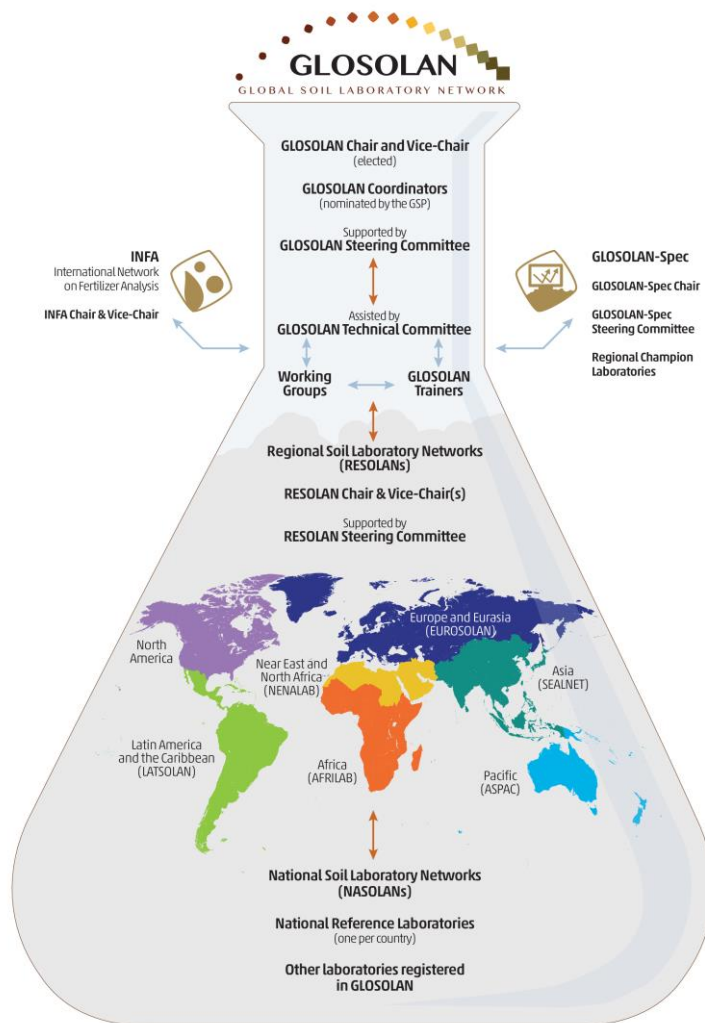 GLOSOLAN
GLOBAL SOIL LABORATORY NETWORK
GLOSOLAN Chair and Vice-Chair
(elected)
GLOSOLAN Coordinators
(nominated by the GSP)
Supported by
GLOSOLAN Steering Committee
INFA
International Network
on Fertilizer Analysis
INFA Chair & Vice-Chair
GLOSOLAN-Spec
GLOSOLAN-Spec Chair
GLOSOLAN-Spec
Steering Committee
Regional Champion
Laboratories
Assisted by
GLOSOLAN Technical Committee
Working
Groups
GLOSOLAN
Trainers
Regional Soil Laboratory Networks
(RESOLANs)
RESOLAN Chair & Vice-Chair(s)
Supported by
RESOLAN Steering Committee
North
America
Europe and Eurasia
(EUROSOLAN)
Near East and
North Africa
(NENALAB)
Asia
(SEALNET)
Latin America
and the Caribbean
(LATSOLAN)
Africa
(AFRILAB)
Pacific
(ASPAC)
National Soil Laboratory Networks
(NASOLANs)
National Reference Laboratories
(one per country)
Other laboratories registered
in GLOSOLAN